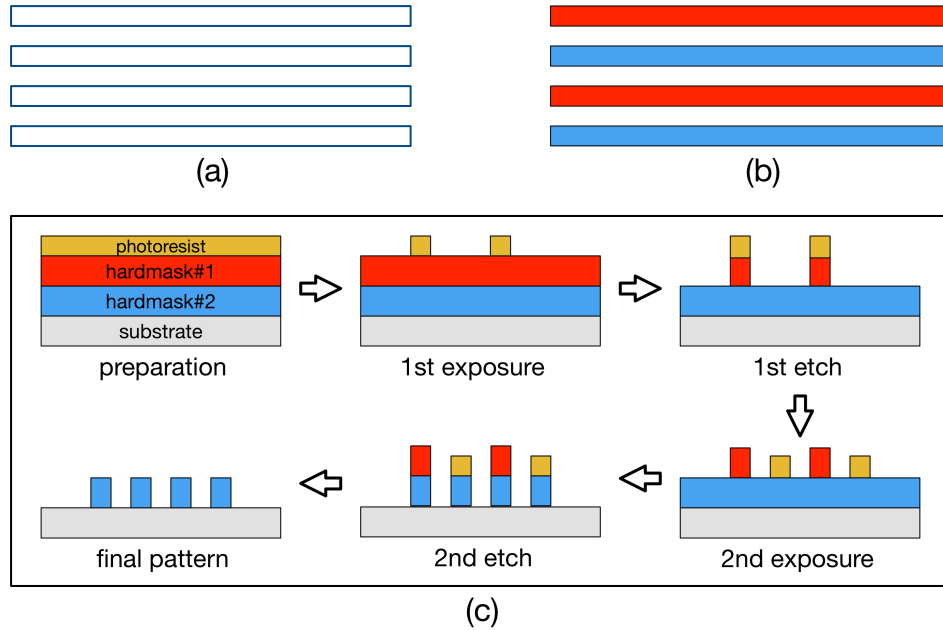 (a)
(b)
photoresist
hardmask#1
hardmask#2
substrate
preparation
1st exposure
1st etch
final pattern
2nd etch
2nd exposure
(c)